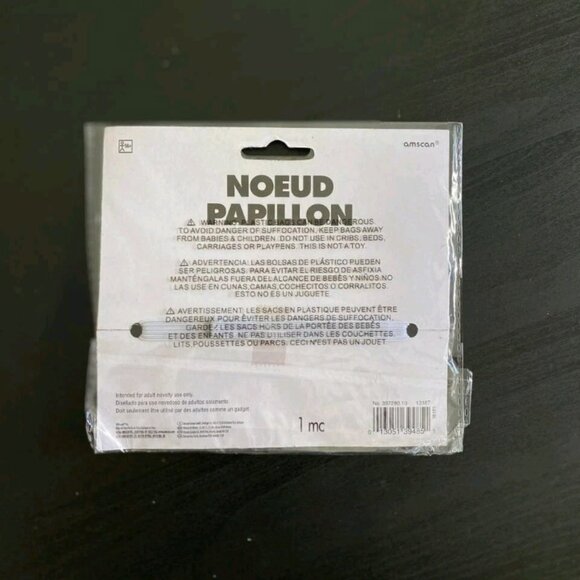 amscan®
NOEUD
PAPILLON
⚠ WARNING: PLASTIC BAGS CAN BE DANGEROUS.
TO AVOID DANGER OF SUFFOCATION, KEEP BAGS AWAY
FROM BABIES & CHILDREN. DO NOT USE IN CRIBS, BEDS,
CARRIAGES OR PLAYPENS. THIS IS NOT A TOY.
⚠ ADVERTENCIA: LAS BOLSAS DE PLÁSTICO PUEDEN
SER PELIGROSAS. PARA EVITAR EL RIESGO DE ASFIXIA
MANTÉNGALAS FUERA DEL ALCANCE DE BEBÉS Y NIÑOS. NO
LAS USE EN CUNAS, CAMAS, COCHECITOS O CORRALITOS.
ESTO NO ES UN JUGUETE.
⚠ AVERTISSEMENT: LES SACS EN PLASTIQUE PEUVENT ÊTRE
DANGEREUX. POUR ÉVITER LES DANGERS DE SUFFOCATION,
GARDEZ LES SACS HORS DE LA PORTÉE DES BÉBÉS
ET DES ENFANTS. NE PAS UTILISER DANS LES COUCHETTES,
LITS, POUSSETTES OU PARCS. CECI N'EST PAS UN JOUET.
Intended for adult novelty use only.
Diseñado para uso novedoso de adultos solamente.
Doit seulement être utilisé par des adultes comme un gadget.
1 mc